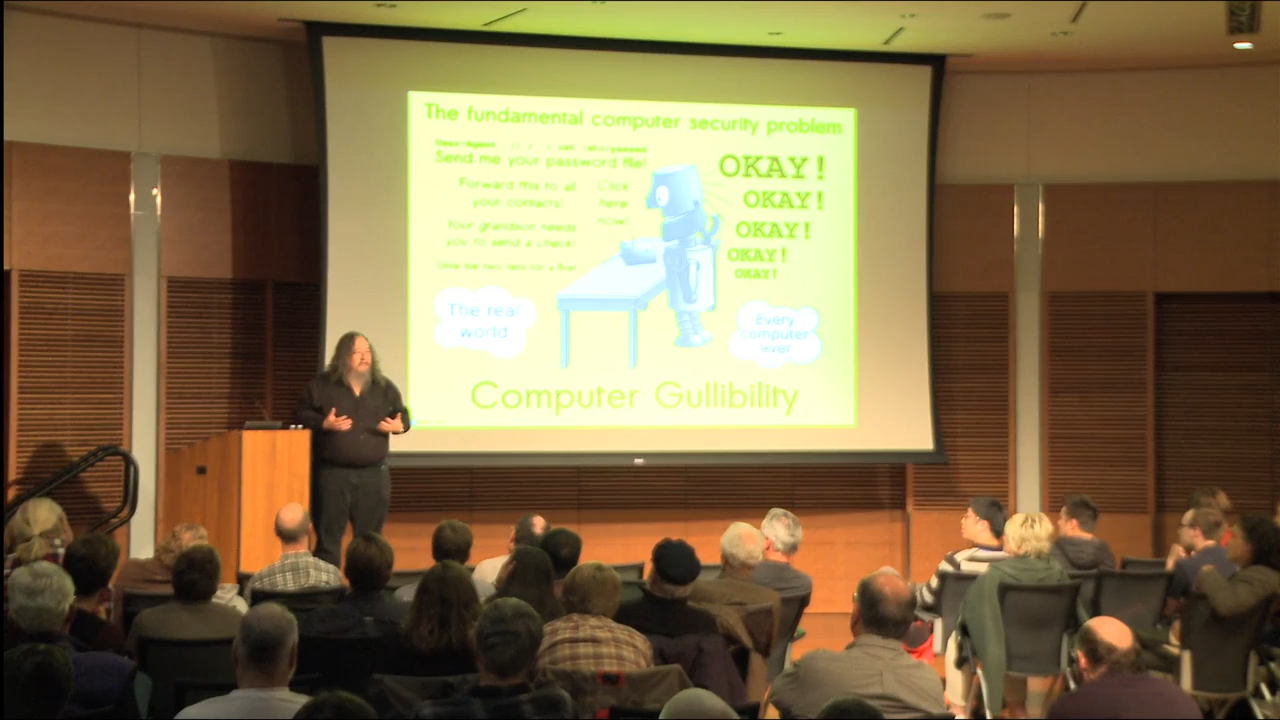 The fundamental computer security problem
Send me your password file!
Forward this to all
your contacts!
Click
here
now!
Your grandson needs
you to send a check!
OKAY!
OKAY!
OKAY!
OKAY!
OKAY!
The real
world
Every
computer
ever
Computer Gullibility